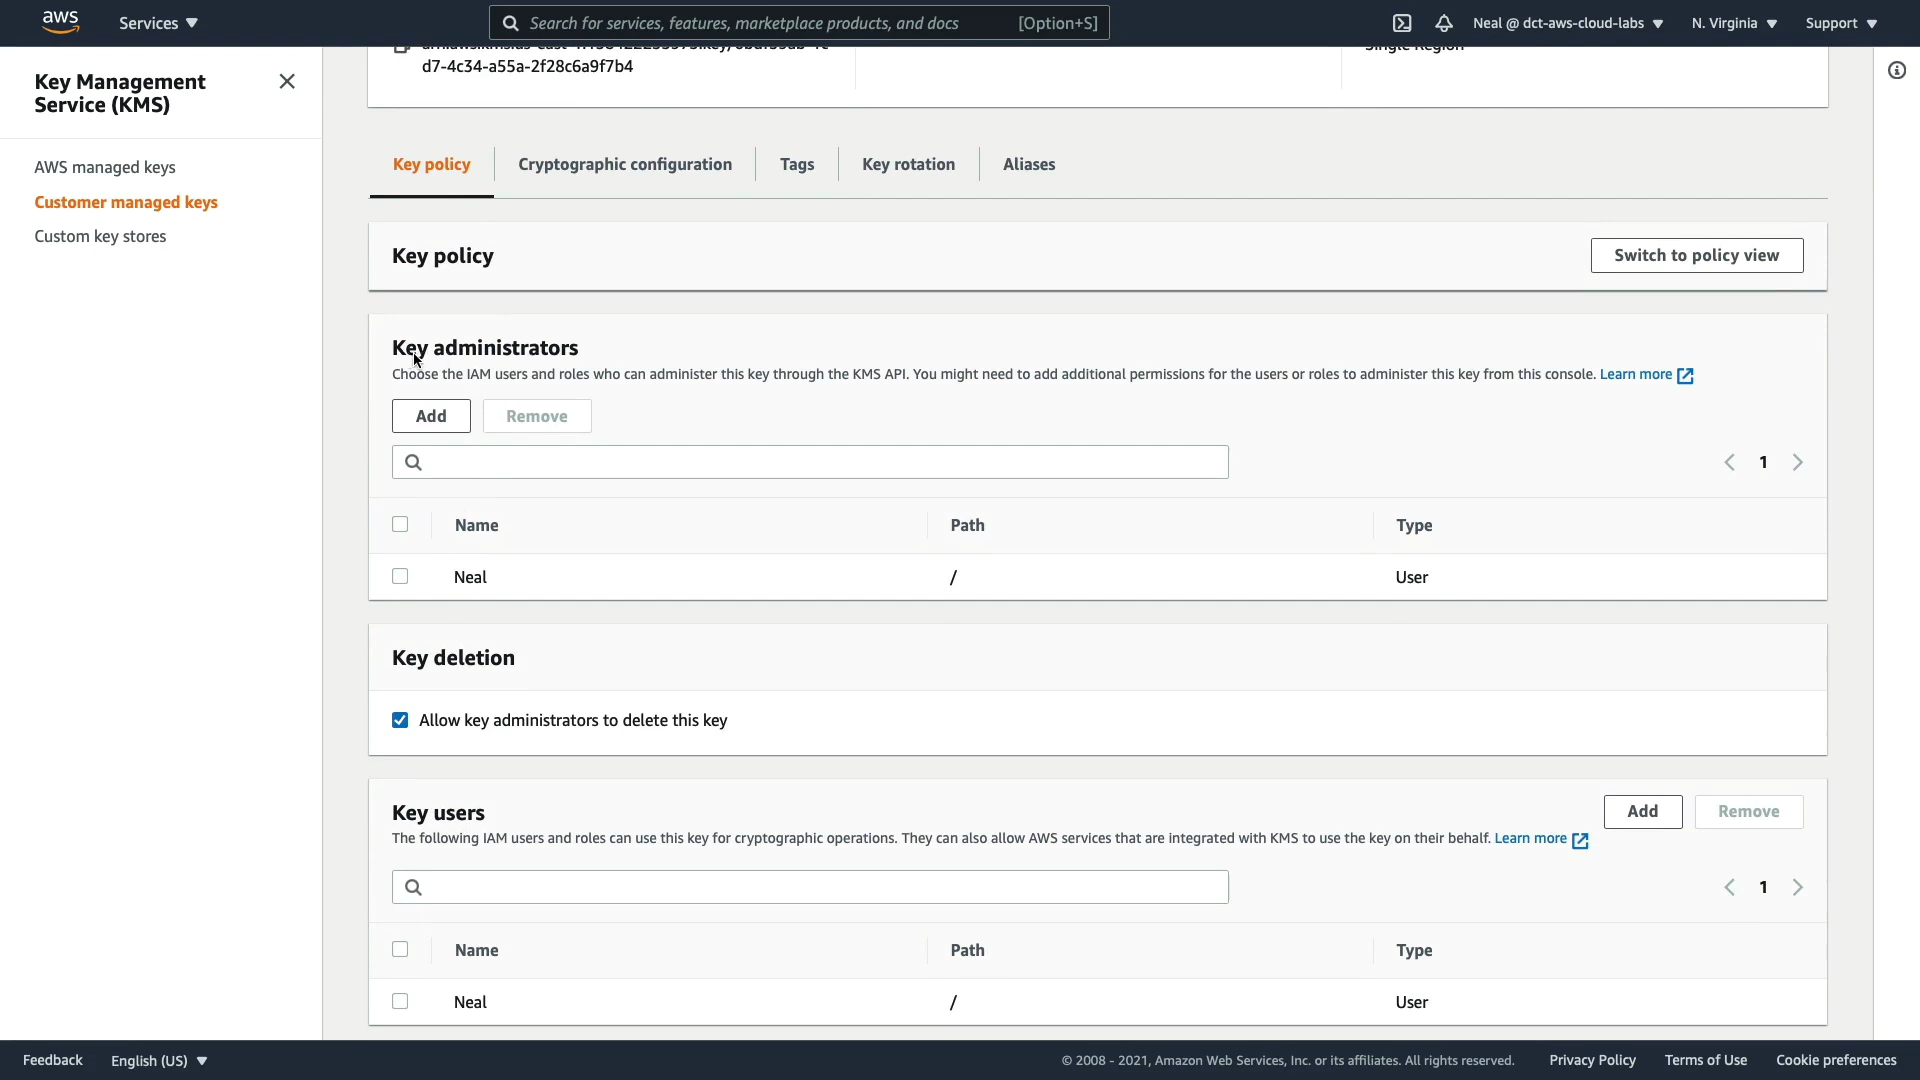 aws
Services
Search for services, features, marketplace products, and docs
[Option+S]
Neal @ dct-aws-cloud-labs
N. Virginia
Support
Key Management
Service (KMS)
AWS managed keys
Customer managed keys
Custom key stores
d7-4c34-a55a-2f28c6a9f7b4
Single Region
Key policy
Cryptographic configuration
Tags
Key rotation
Aliases
Key policy
Switch to policy view
Key administrators
Choose the IAM users and roles who can administer this key through the KMS API. You might need to add additional permissions for the users or roles to administer this key from this console. Learn more
Add
Remove
1
Name
Path
Type
Neal
/
User
Key deletion
Allow key administrators to delete this key
Key users
Add
Remove
The following IAM users and roles can use this key for cryptographic operations. They can also allow AWS services that are integrated with KMS to use the key on their behalf. Learn more
1
Name
Path
Type
Neal
/
User
Feedback
English (US)
© 2008 - 2021, Amazon Web Services, Inc. or its affiliates. All rights reserved.
Privacy Policy
Terms of Use
Cookie preferences